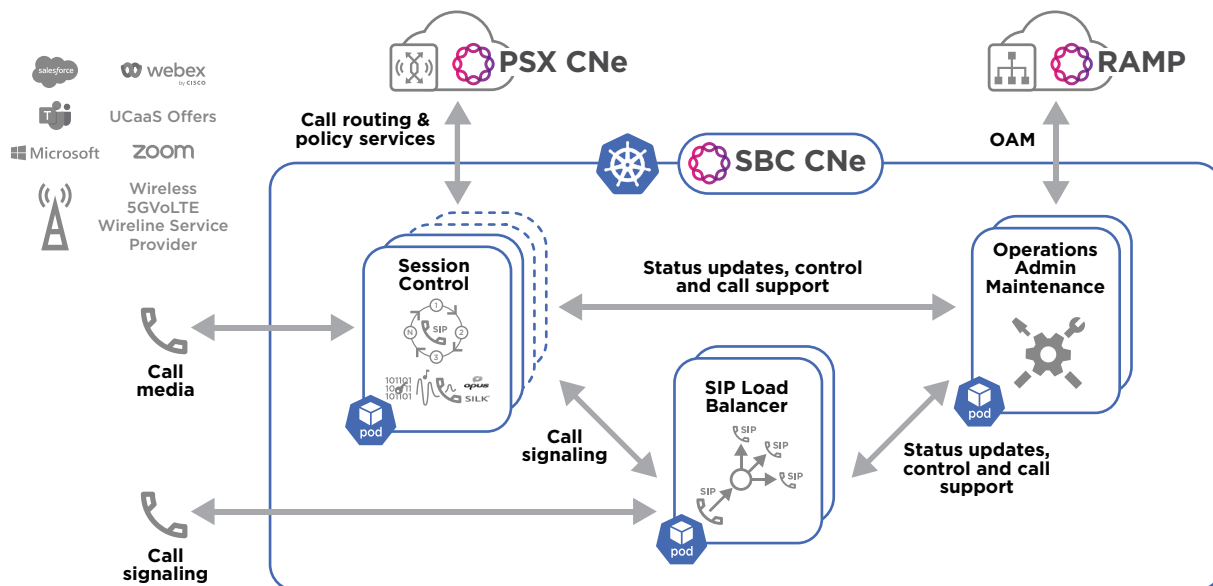 PSX CNe
RAMP
salesforce
webex
by CISCO
T
UCaaS Offers
Microsoft
zoom
Wireless
5GVoLTE
Wireline Service
Provider
Call routing &
policy services
SBC CNe
OAM
Session
Control
1
SIP
N
2
3
101101
101101
opus
SILK
pod
Status updates, control
and call support
Operations
Admin
Maintenance
pod
Call
media
SIP Load
Balancer
SIP
SIP
SIP
SIP
pod
Call
signaling
Status updates,
control and call
support
Call
signaling